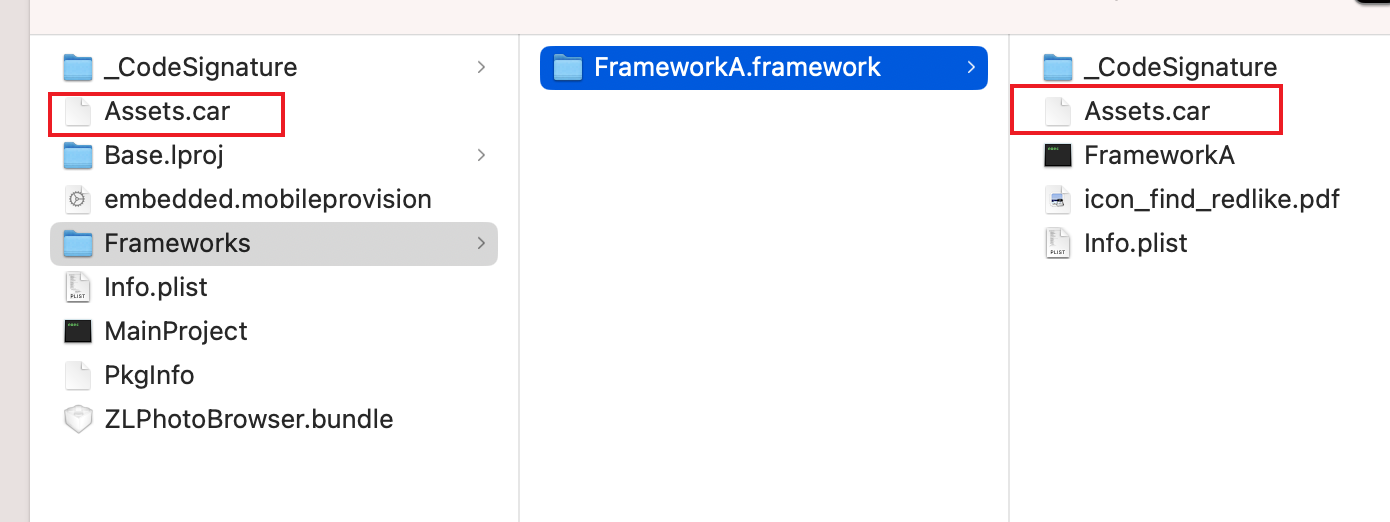 _CodeSignature
Assets.car
Base.lproj
embedded.mobileprovision
Frameworks
Info.plist
MainProject
PkgInfo
ZLPhotoBrowser.bundle
FrameworkA.framework
_CodeSignature
Assets.car
FrameworkA
icon_find_redlike.pdf
Info.plist